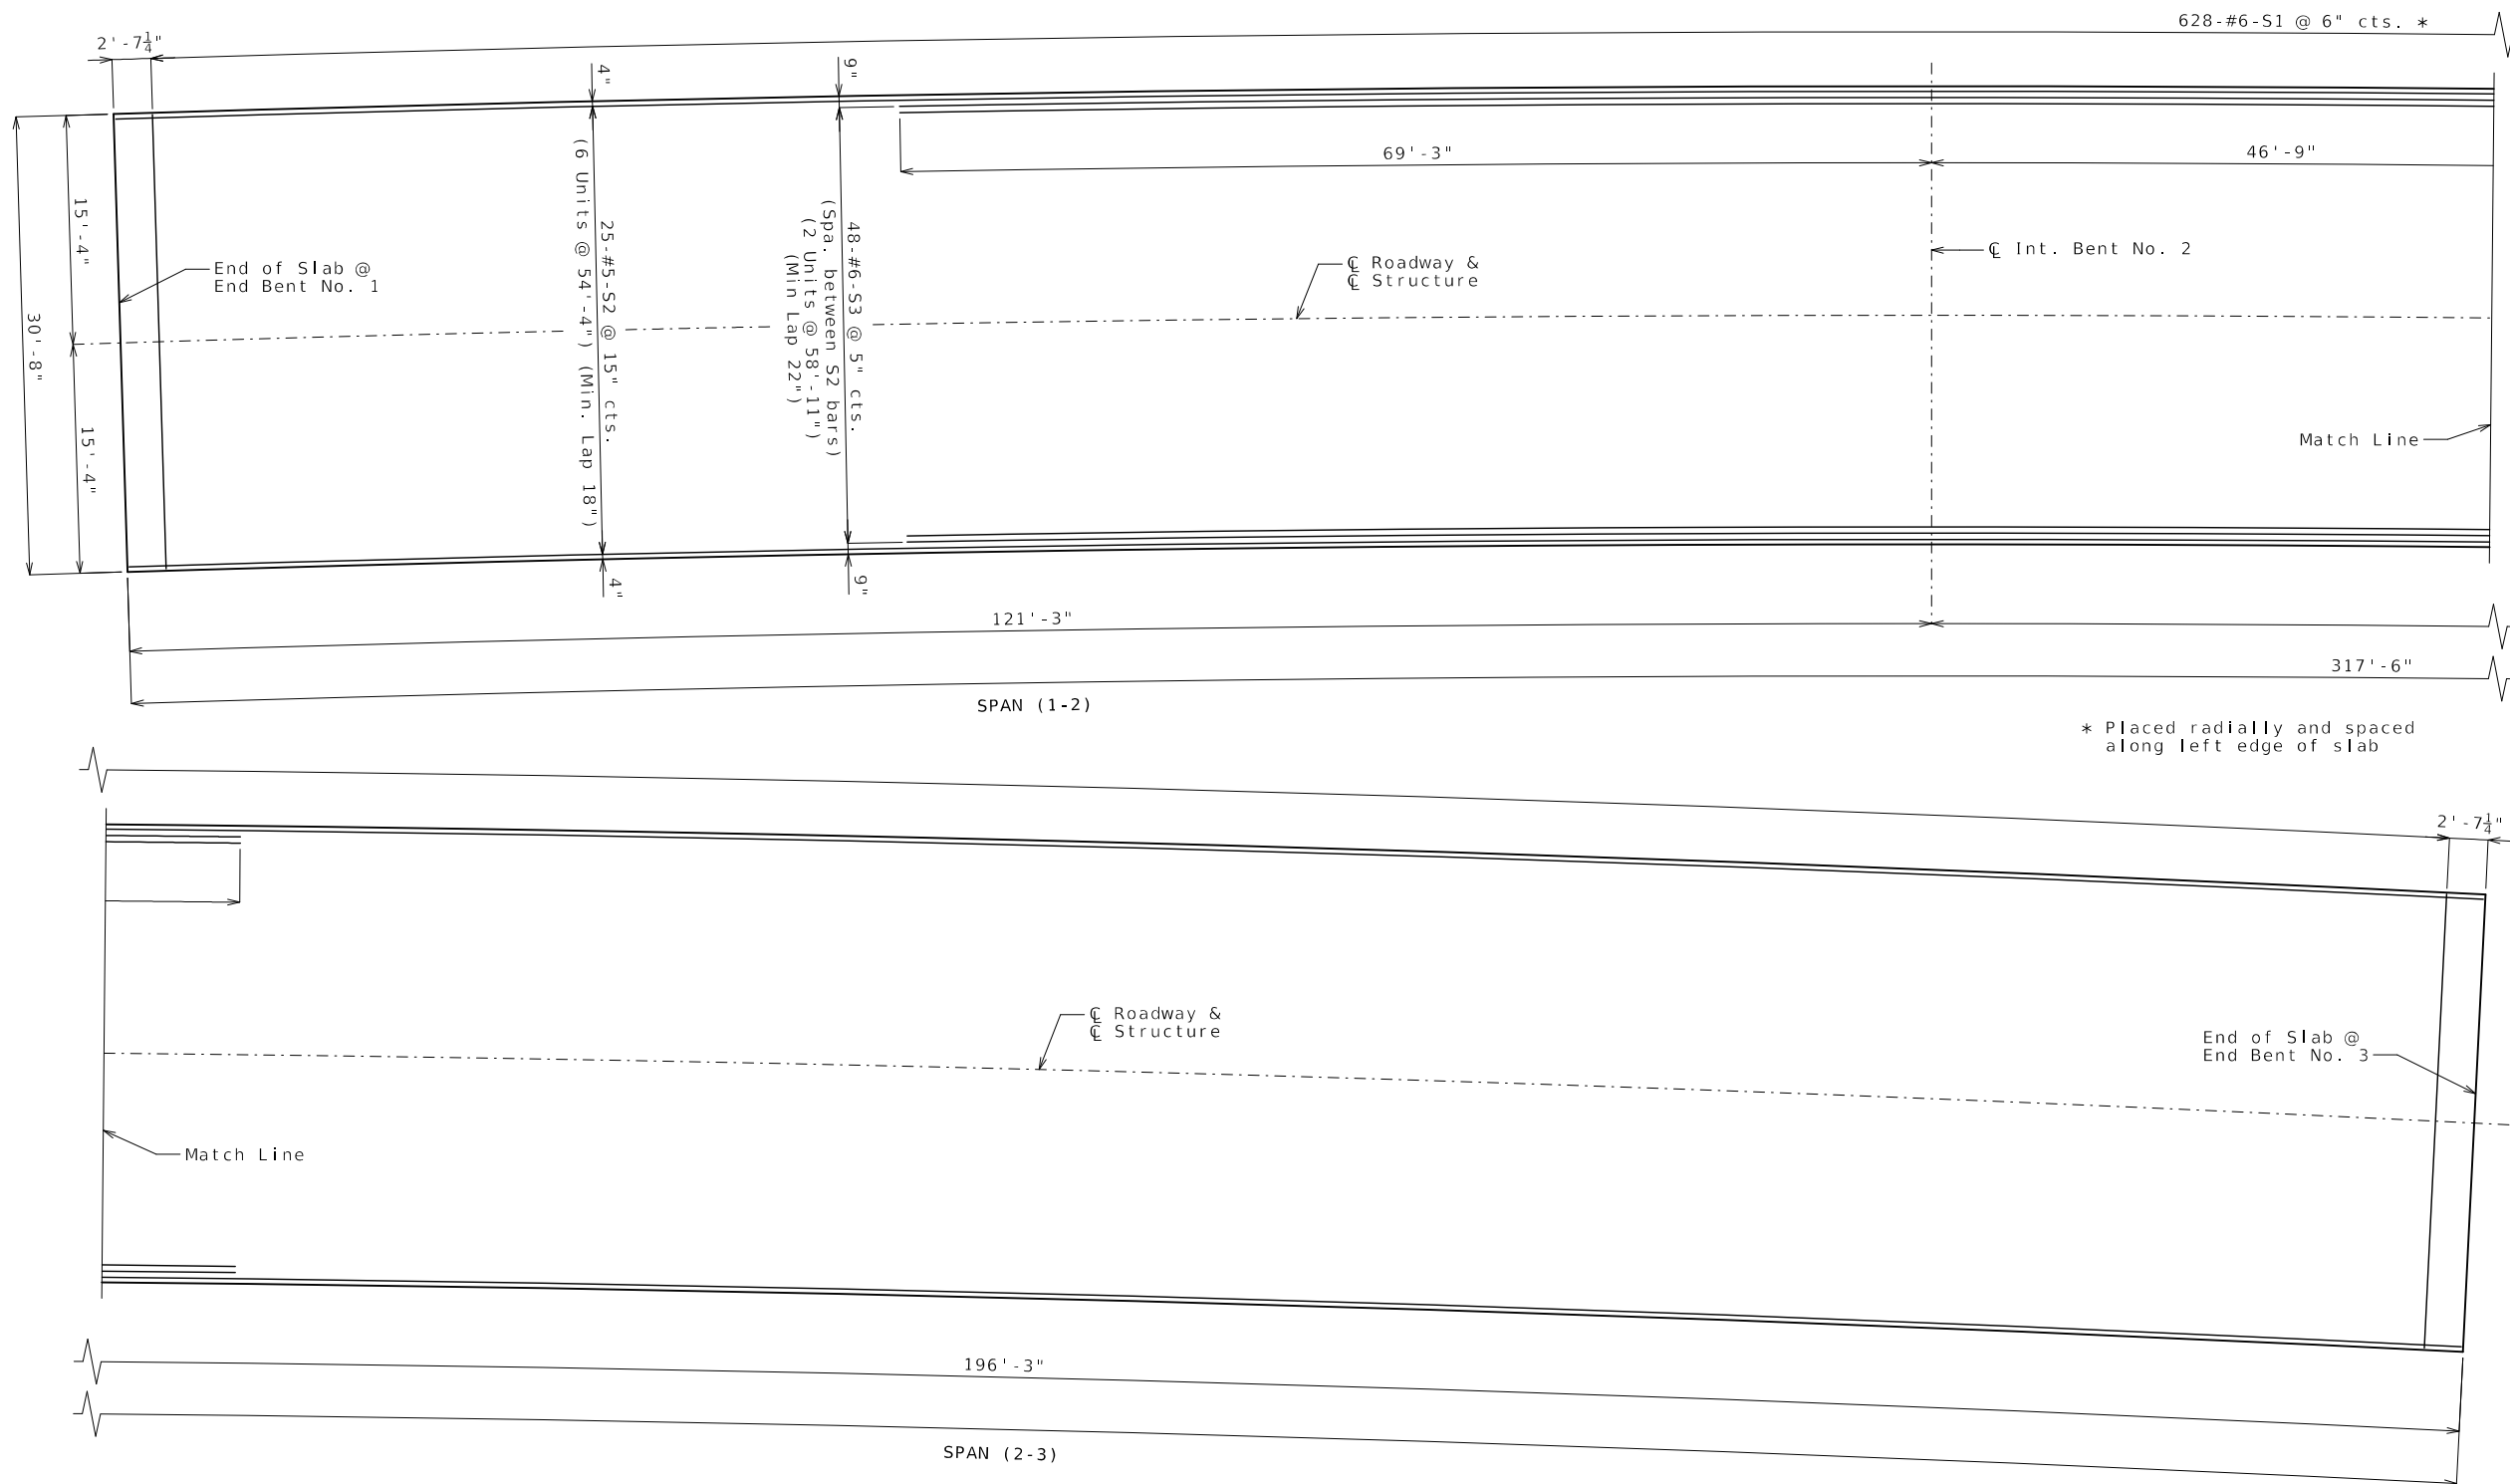 628-#6-S1 @ 6" cts. *
2'-7¼"
4"
9"
69'-3"
46'-9"
15'-4"
30'-8"
15'-4"
End of Slab @
End Bent No. 1
25-#5-S2 @ 15" cts.
(6 Units @ 54'-4") (Min. Lap 18")
48-#6-S3 @ 5" cts.
(Spa. between S2 bars)
(2 Units @ 58'-11")
(Min Lap 22")
℄ Roadway &
℄ Structure
℄ Int. Bent No. 2
Match Line
4"
9"
121'-3"
317'-6"
SPAN (1-2)
* Placed radially and spaced
along left edge of slab
2'-7¼"
℄ Roadway &
℄ Structure
End of Slab @
End Bent No. 3
Match Line
196'-3"
SPAN (2-3)